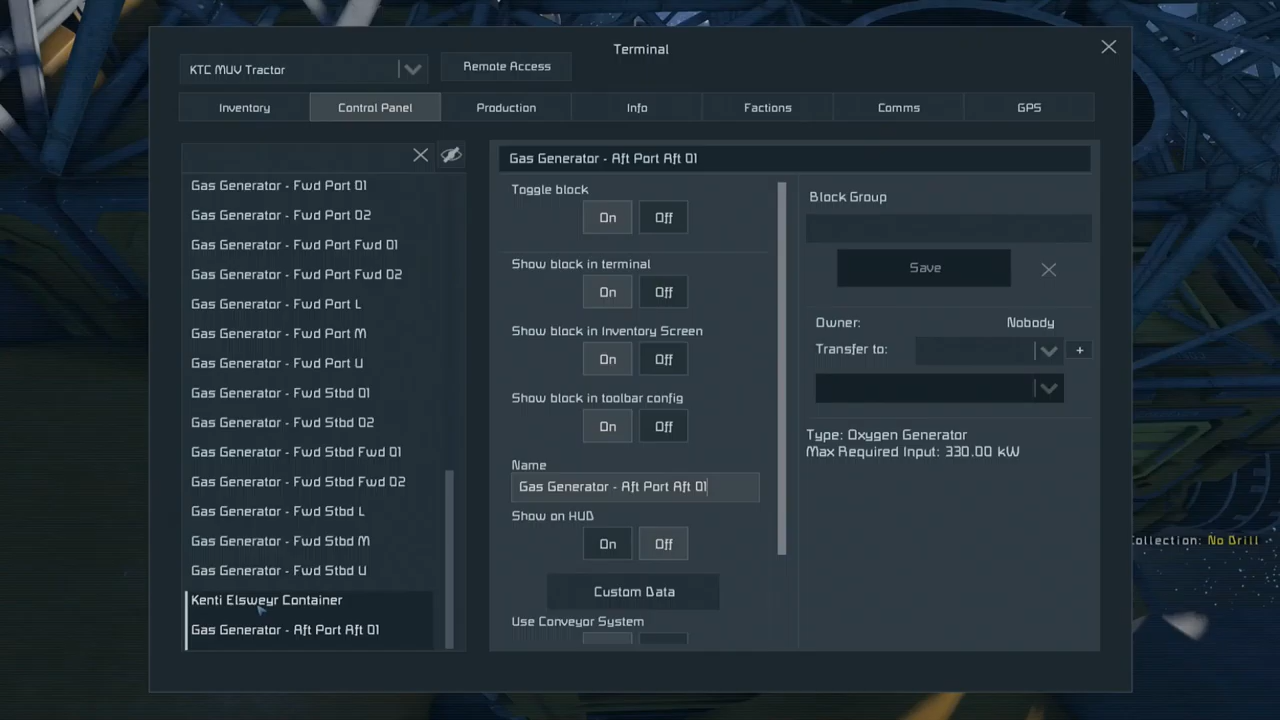 Terminal
KTC MUV Tractor
Remote Access
Inventory
Control Panel
Production
Info
Factions
Comms
GPS
Gas Generator - Fwd Port 01
Gas Generator - Fwd Port 02
Gas Generator - Fwd Port Fwd 01
Gas Generator - Fwd Port Fwd 02
Gas Generator - Fwd Port L
Gas Generator - Fwd Port M
Gas Generator - Fwd Port U
Gas Generator - Fwd Stbd 01
Gas Generator - Fwd Stbd 02
Gas Generator - Fwd Stbd Fwd 01
Gas Generator - Fwd Stbd Fwd 02
Gas Generator - Fwd Stbd L
Gas Generator - Fwd Stbd M
Gas Generator - Fwd Stbd U
Kenti Elsweyr Container
Gas Generator - Aft Port Aft 01
Gas Generator - Aft Port Aft 01
Toggle block
On Off
Show block in terminal
On Off
Show block in Inventory Screen
On Off
Show block in toolbar config
On Off
Name
Gas Generator - Aft Port Aft 01
Show on HUD
On Off
Custom Data
Use Conveyor System
Block Group
Save
Owner: Nobody
Transfer to:
+
Type: Oxygen Generator
Max Required Input: 330.00 kW
ollection: No Drill